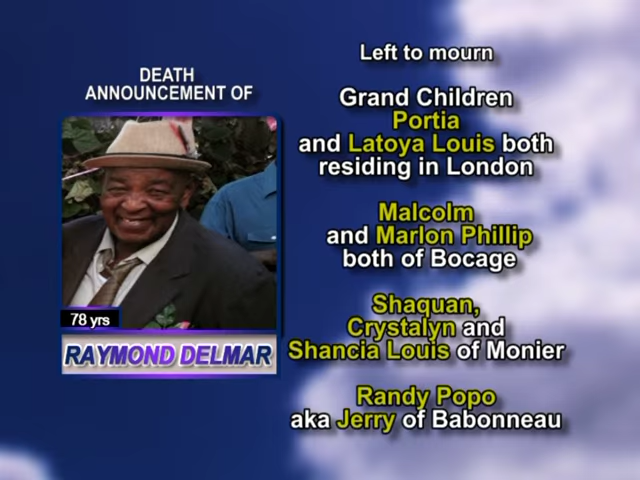 DEATH
ANNOUNCEMENT OF
78 yrs
RAYMOND DELMAR
Left to mourn
Grand Children
Portia
and Latoya Louis both
residing in London
Malcolm
and Marlon Phillip
both of Bocage
Shaquan,
Crystalyn and
Shancia Louis of Monier
Randy Popo
aka Jerry of Babonneau